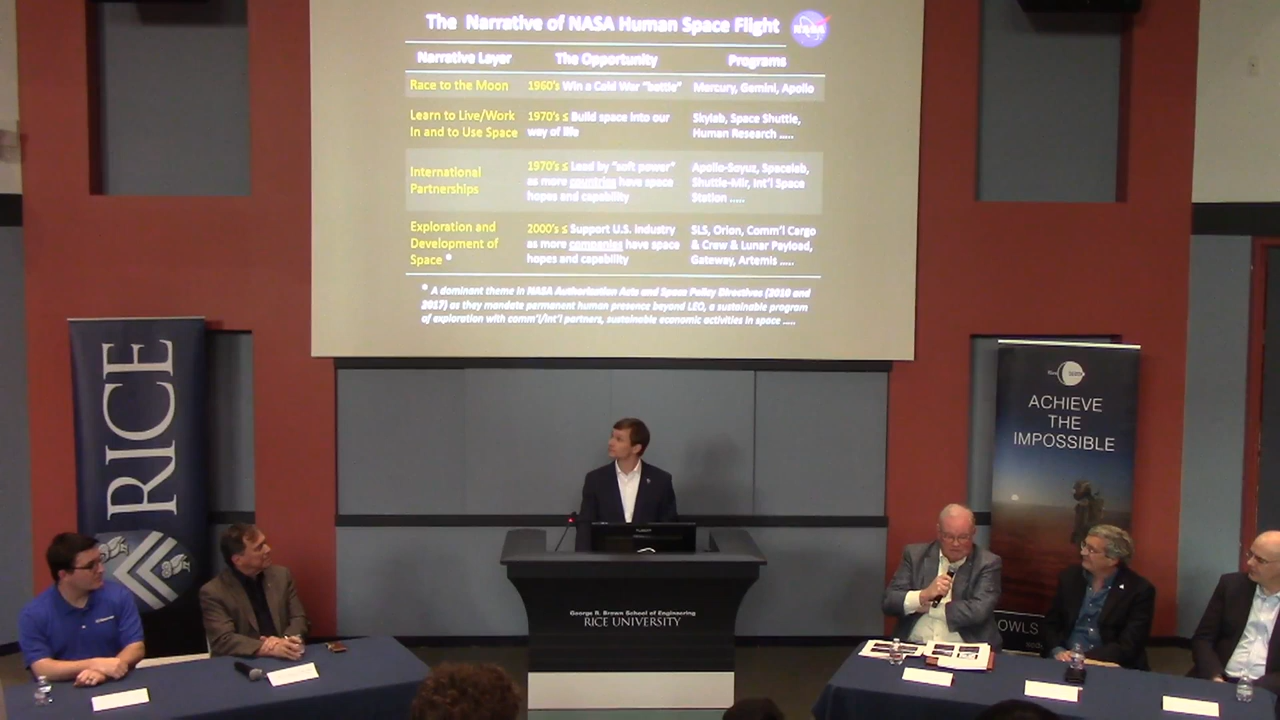 The Narrative of NASA Human Space Flight
NASA
Narrative Layer The Opportunity Programs
Race to the Moon 1960's Win a Cold War "battle" Mercury, Gemini, Apollo
Learn to Live/Work 1970's ≤ Build space into our Skylab, Space Shuttle,
In and to Use Space way of life Human Research .....
International 1970's ≤ Lead by "soft power" Apollo-Soyuz, Spacelab,
Partnerships as more countries have space Shuttle-Mir, Int'l Space
hopes and capability Station .....
Exploration and 2000's ≤ Support U.S. industry SLS, Orion, Comm'l Cargo
Development of as more companies have space & Crew & Lunar Payload,
Space * hopes and capability Gateway, Artemis .....
* A dominant theme in NASA Authorization Acts and Space Policy Directives (2010 and
2017) as they mandate permanent human presence beyond LEO, a sustainable program
of exploration with comm'l/int'l partners, sustainable economic activities in space .....
RICE
ACHIEVE
THE
IMPOSSIBLE
OWLS
George R. Brown School of Engineering
RICE UNIVERSITY